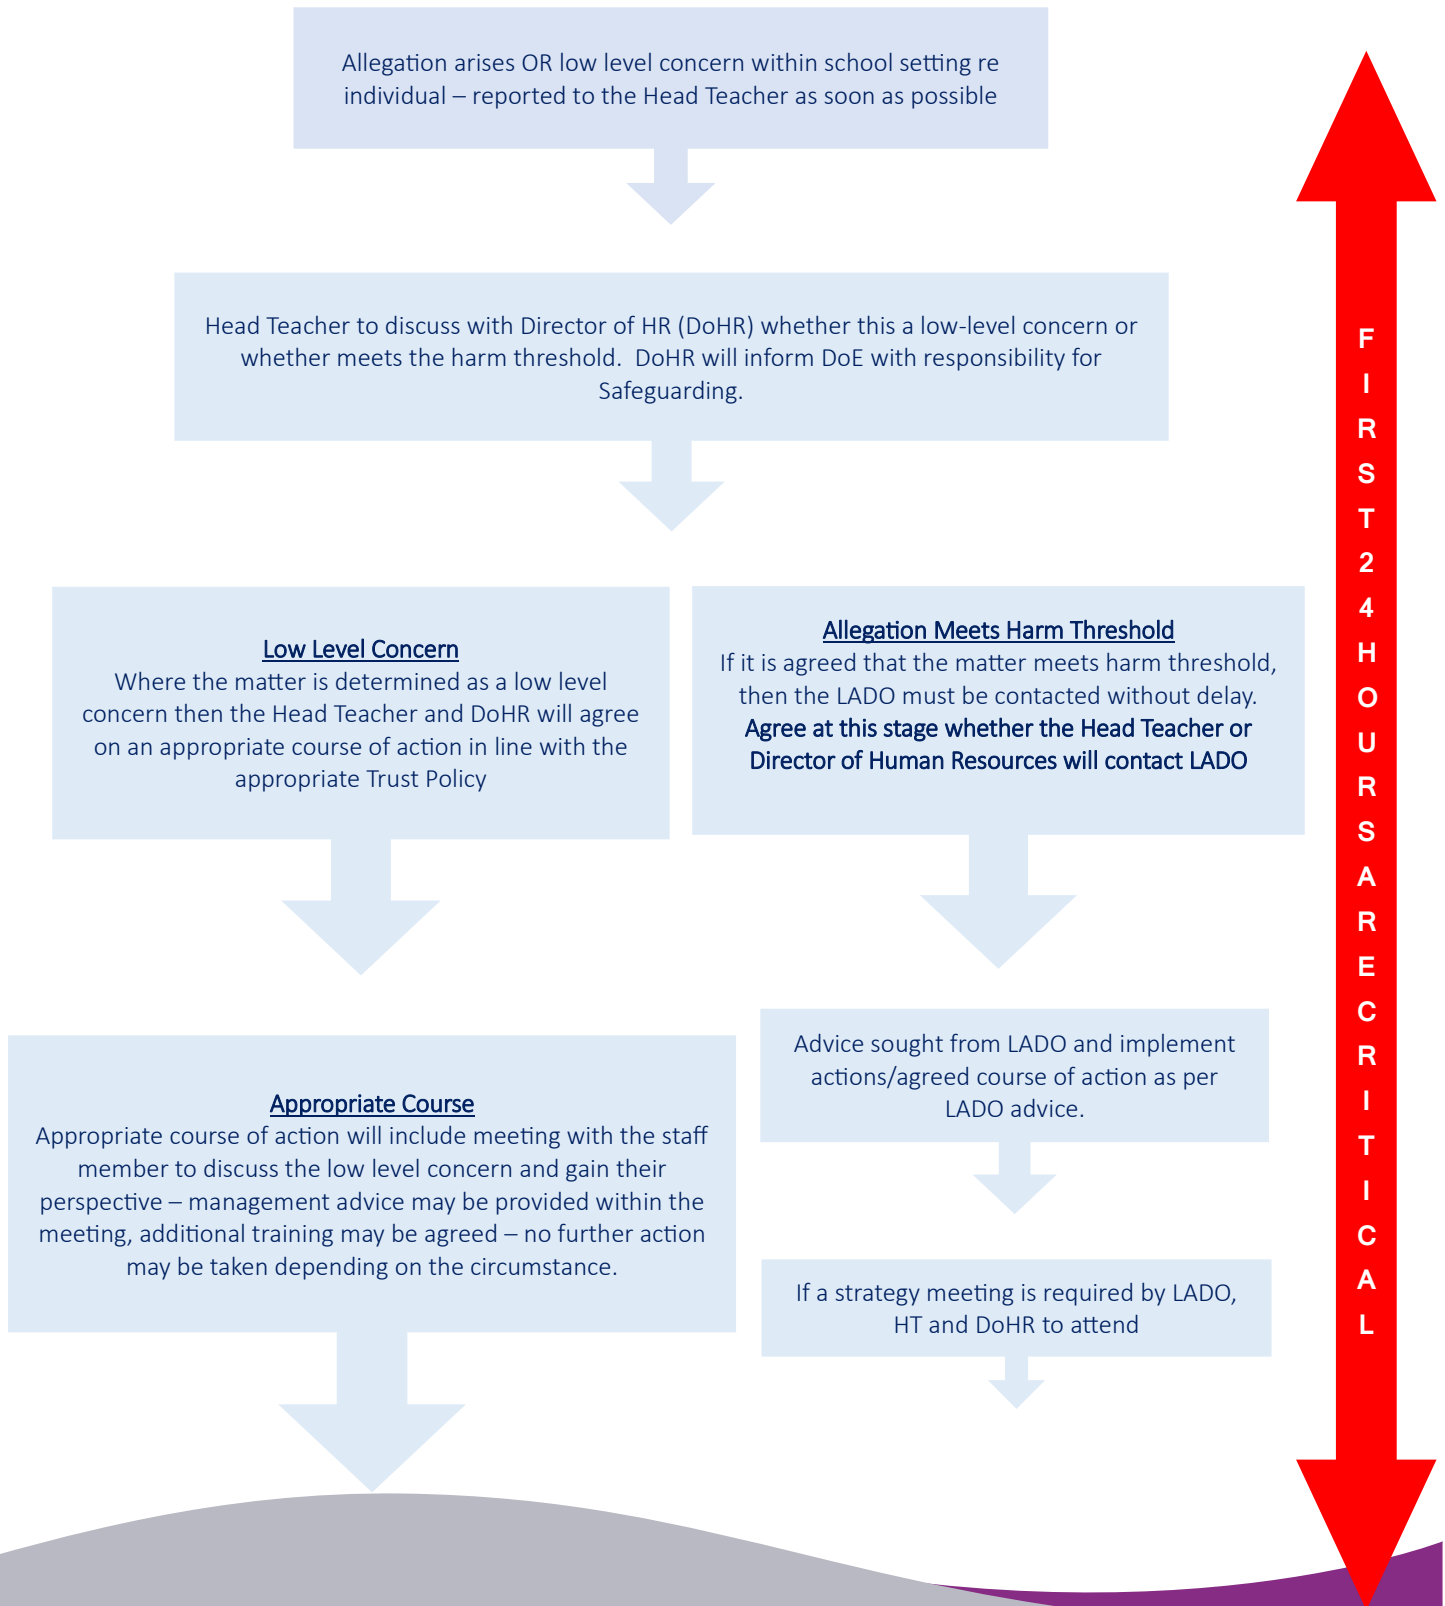 Allegation arises OR low level concern within school setting re
individual – reported to the Head Teacher as soon as possible
Head Teacher to discuss with Director of HR (DoHR) whether this a low-level concern or
whether meets the harm threshold.  DoHR will inform DoE with responsibility for
Safeguarding.
Low Level Concern
Where the matter is determined as a low level
concern then the Head Teacher and DoHR will agree
on an appropriate course of action in line with the
appropriate Trust Policy
Allegation Meets Harm Threshold
If it is agreed that the matter meets harm threshold,
then the LADO must be contacted without delay.
Agree at this stage whether the Head Teacher or
Director of Human Resources will contact LADO
Appropriate Course
Appropriate course of action will include meeting with the staff
member to discuss the low level concern and gain their
perspective – management advice may be provided within the
meeting, additional training may be agreed – no further action
may be taken depending on the circumstance.
Advice sought from LADO and implement
actions/agreed course of action as per
LADO advice.
If a strategy meeting is required by LADO,
HT and DoHR to attend
F
I
R
S
T
2
4
H
O
U
R
S
A
R
E
C
R
I
T
I
C
A
L